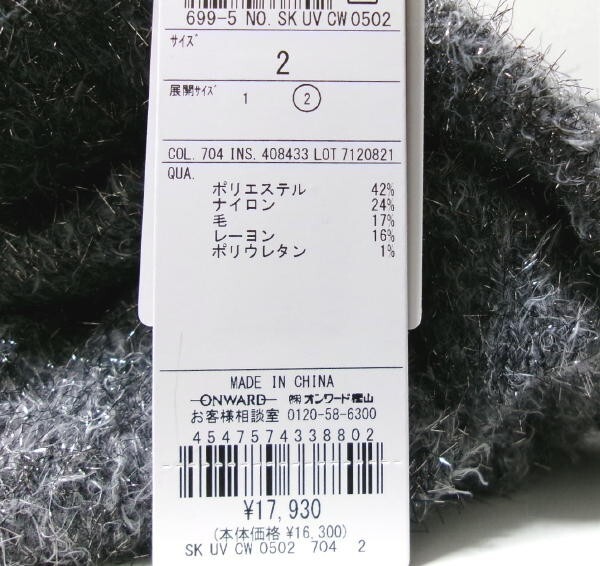 699-5 NO. SK UV CW 0502
サイズ
2
展開サイズ 1 2
COL. 704 INS. 408433 LOT 7120821
QUA.
ポリエステル 42%
ナイロン 24%
毛 17%
レーヨン 16%
ポリウレタン 1%
MADE IN CHINA
ONWARD ㈱オンワード樫山
お客様相談室 0120-58-6300
4547574338802
¥17,930
(本体価格 ¥16,300)
SK UV CW 0502 704 2